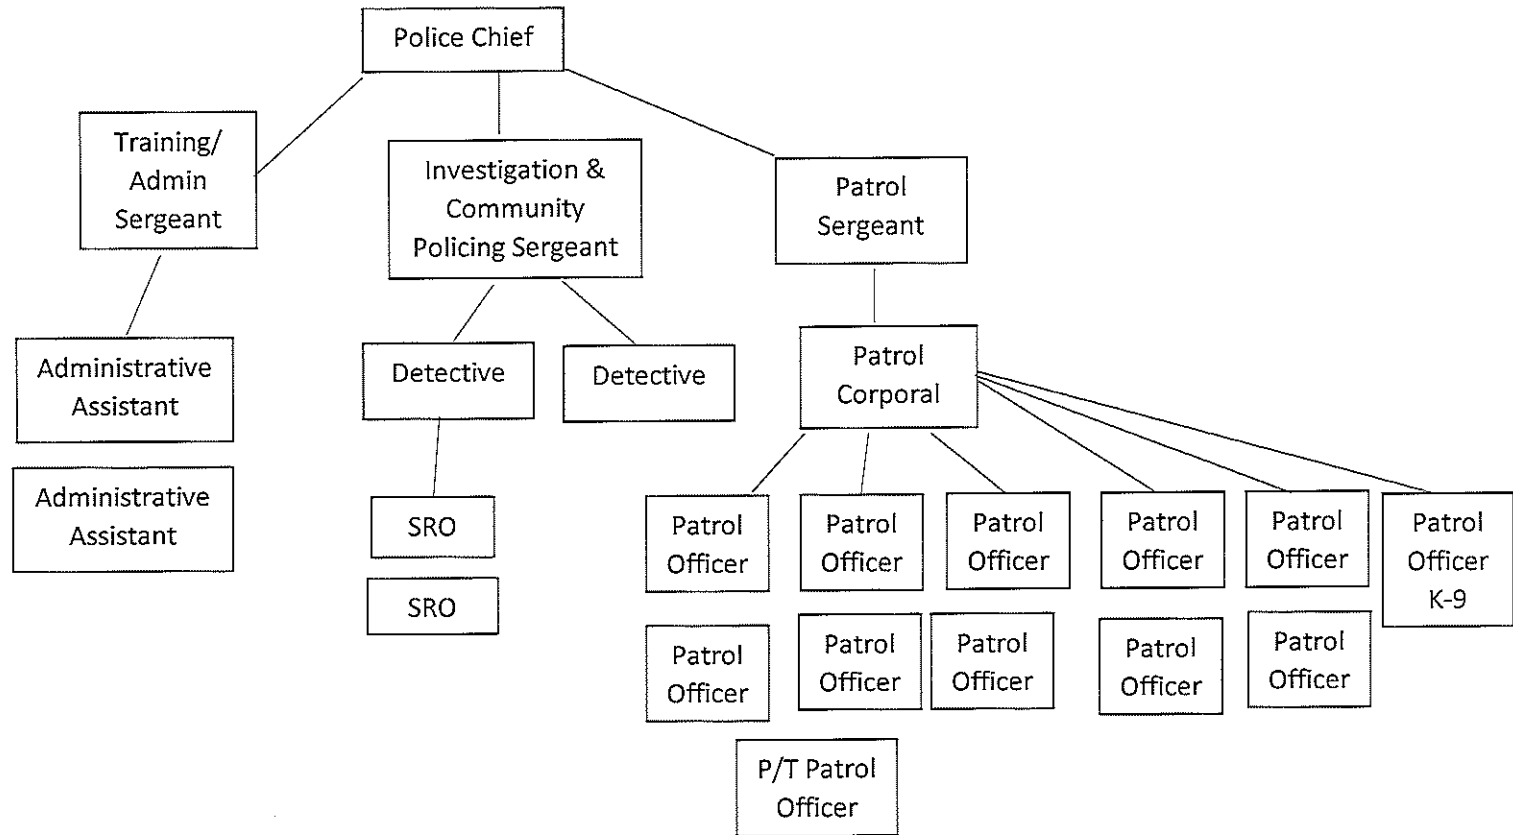 Police Chief
Training/
Admin
Sergeant
Investigation &
Community
Policing Sergeant
Patrol
Sergeant
Administrative
Assistant
Detective
Detective
Patrol
Corporal
Administrative
Assistant
SRO
SRO
Patrol
Officer
Patrol
Officer
Patrol
Officer
Patrol
Officer
Patrol
Officer
Patrol
Officer
K-9
Patrol
Officer
Patrol
Officer
Patrol
Officer
Patrol
Officer
Patrol
Officer
P/T Patrol
Officer